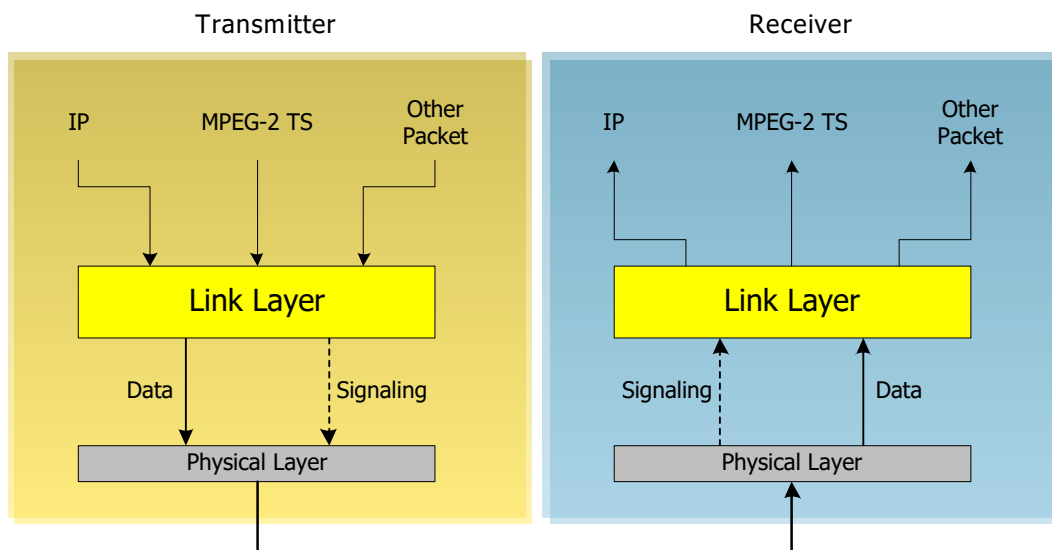 Transmitter
IP
MPEG-2 TS
Other
Packet
Link Layer
Data
Signaling
Physical Layer
Receiver
IP
MPEG-2 TS
Other
Packet
Link Layer
Signaling
Data
Physical Layer